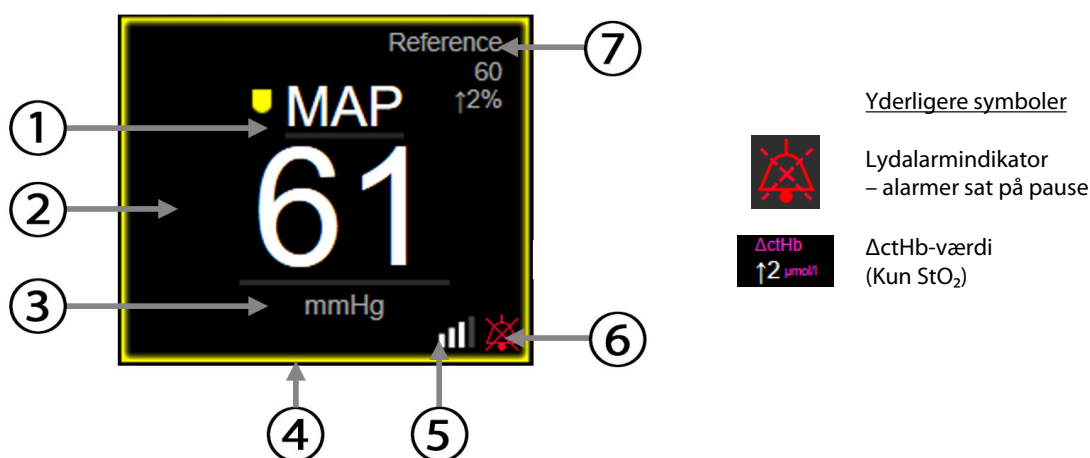 Reference
60
↑2%
MAP
61
mmHg
1
2
3
4
5
6
7
Yderligere symboler
Lydalarmindikator
– alarmer sat på pause
ΔctHb
↑2 µmol/l
ΔctHb-værdi
(Kun StO₂)